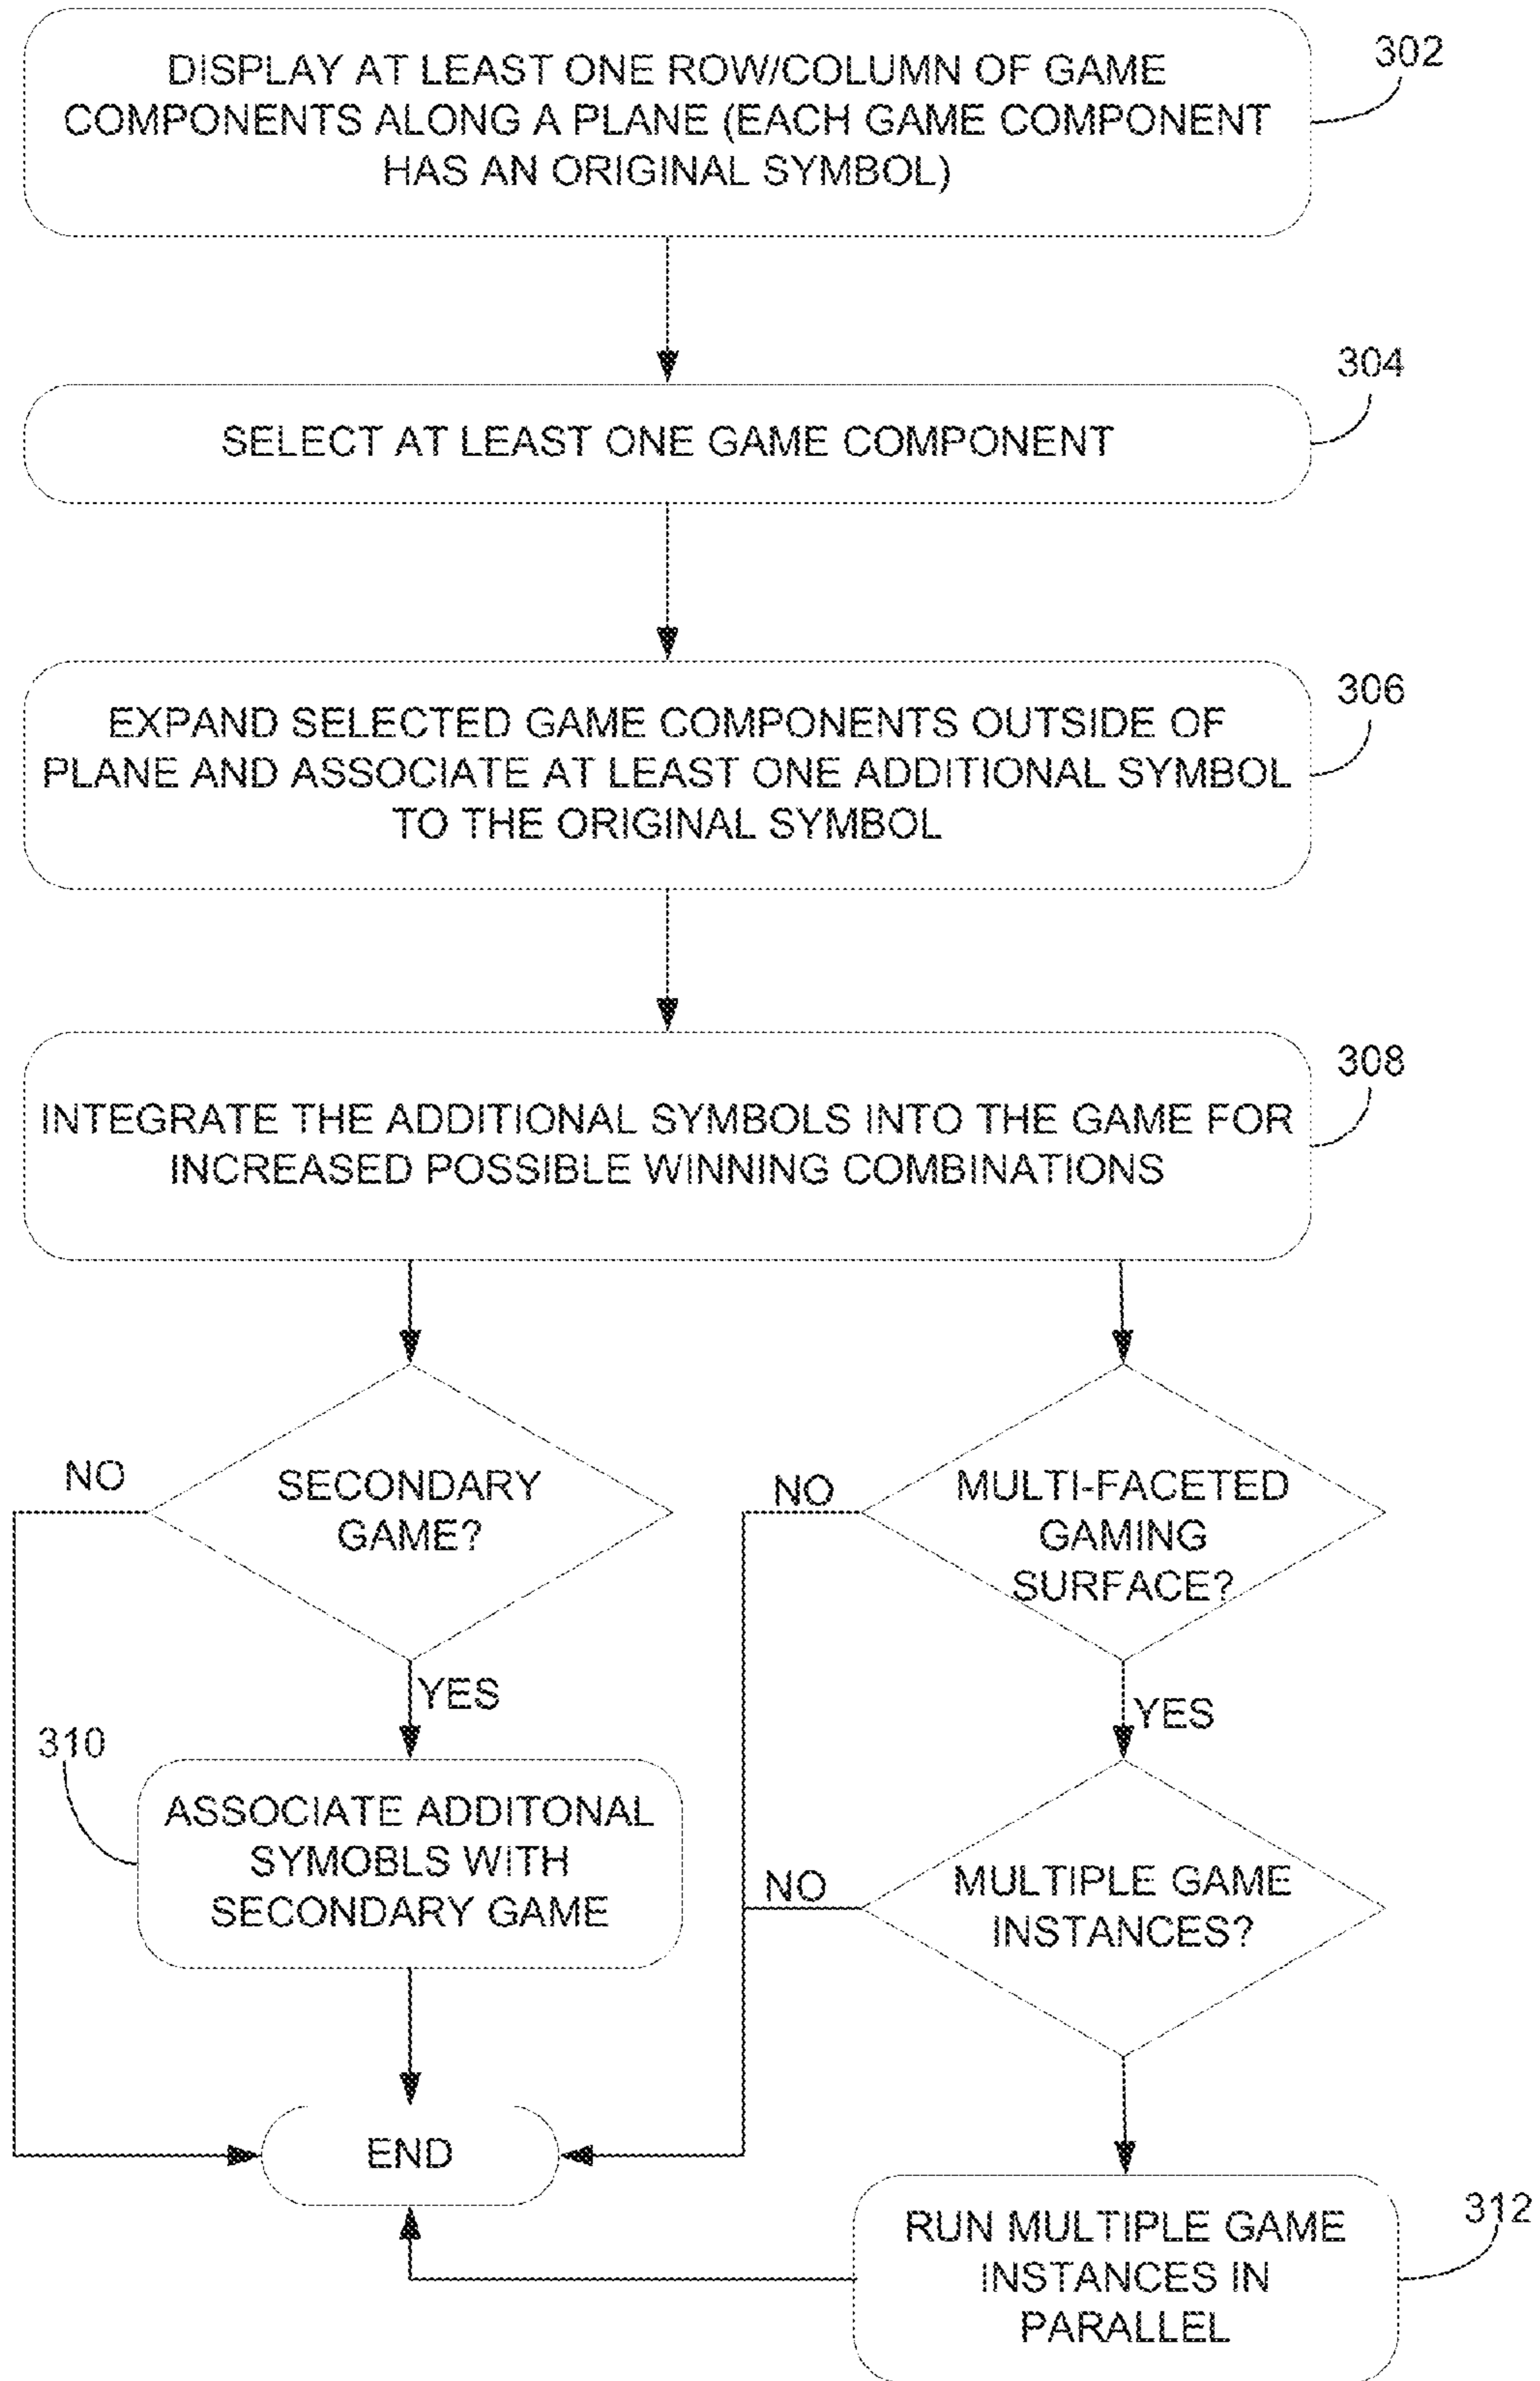 DISPLAY AT LEAST ONE ROW/COLUMN OF GAME
COMPONENTS ALONG A PLANE (EACH GAME COMPONENT
HAS AN ORIGINAL SYMBOL)
302
304
SELECT AT LEAST ONE GAME COMPONENT
306
EXPAND SELECTED GAME COMPONENTS OUTSIDE OF
PLANE AND ASSOCIATE AT LEAST ONE ADDITIONAL SYMBOL
TO THE ORIGINAL SYMBOL
308
INTEGRATE THE ADDITIONAL SYMBOLS INTO THE GAME FOR
INCREASED POSSIBLE WINNING COMBINATIONS
NO
SECONDARY
GAME?
NO
MULTI-FACETED
GAMING
SURFACE?
YES
YES
310
ASSOCIATE ADDITONAL
SYMOBLS WITH
SECONDARY GAME
NO
MULTIPLE GAME
INSTANCES?
END
312
RUN MULTIPLE GAME
INSTANCES IN
PARALLEL